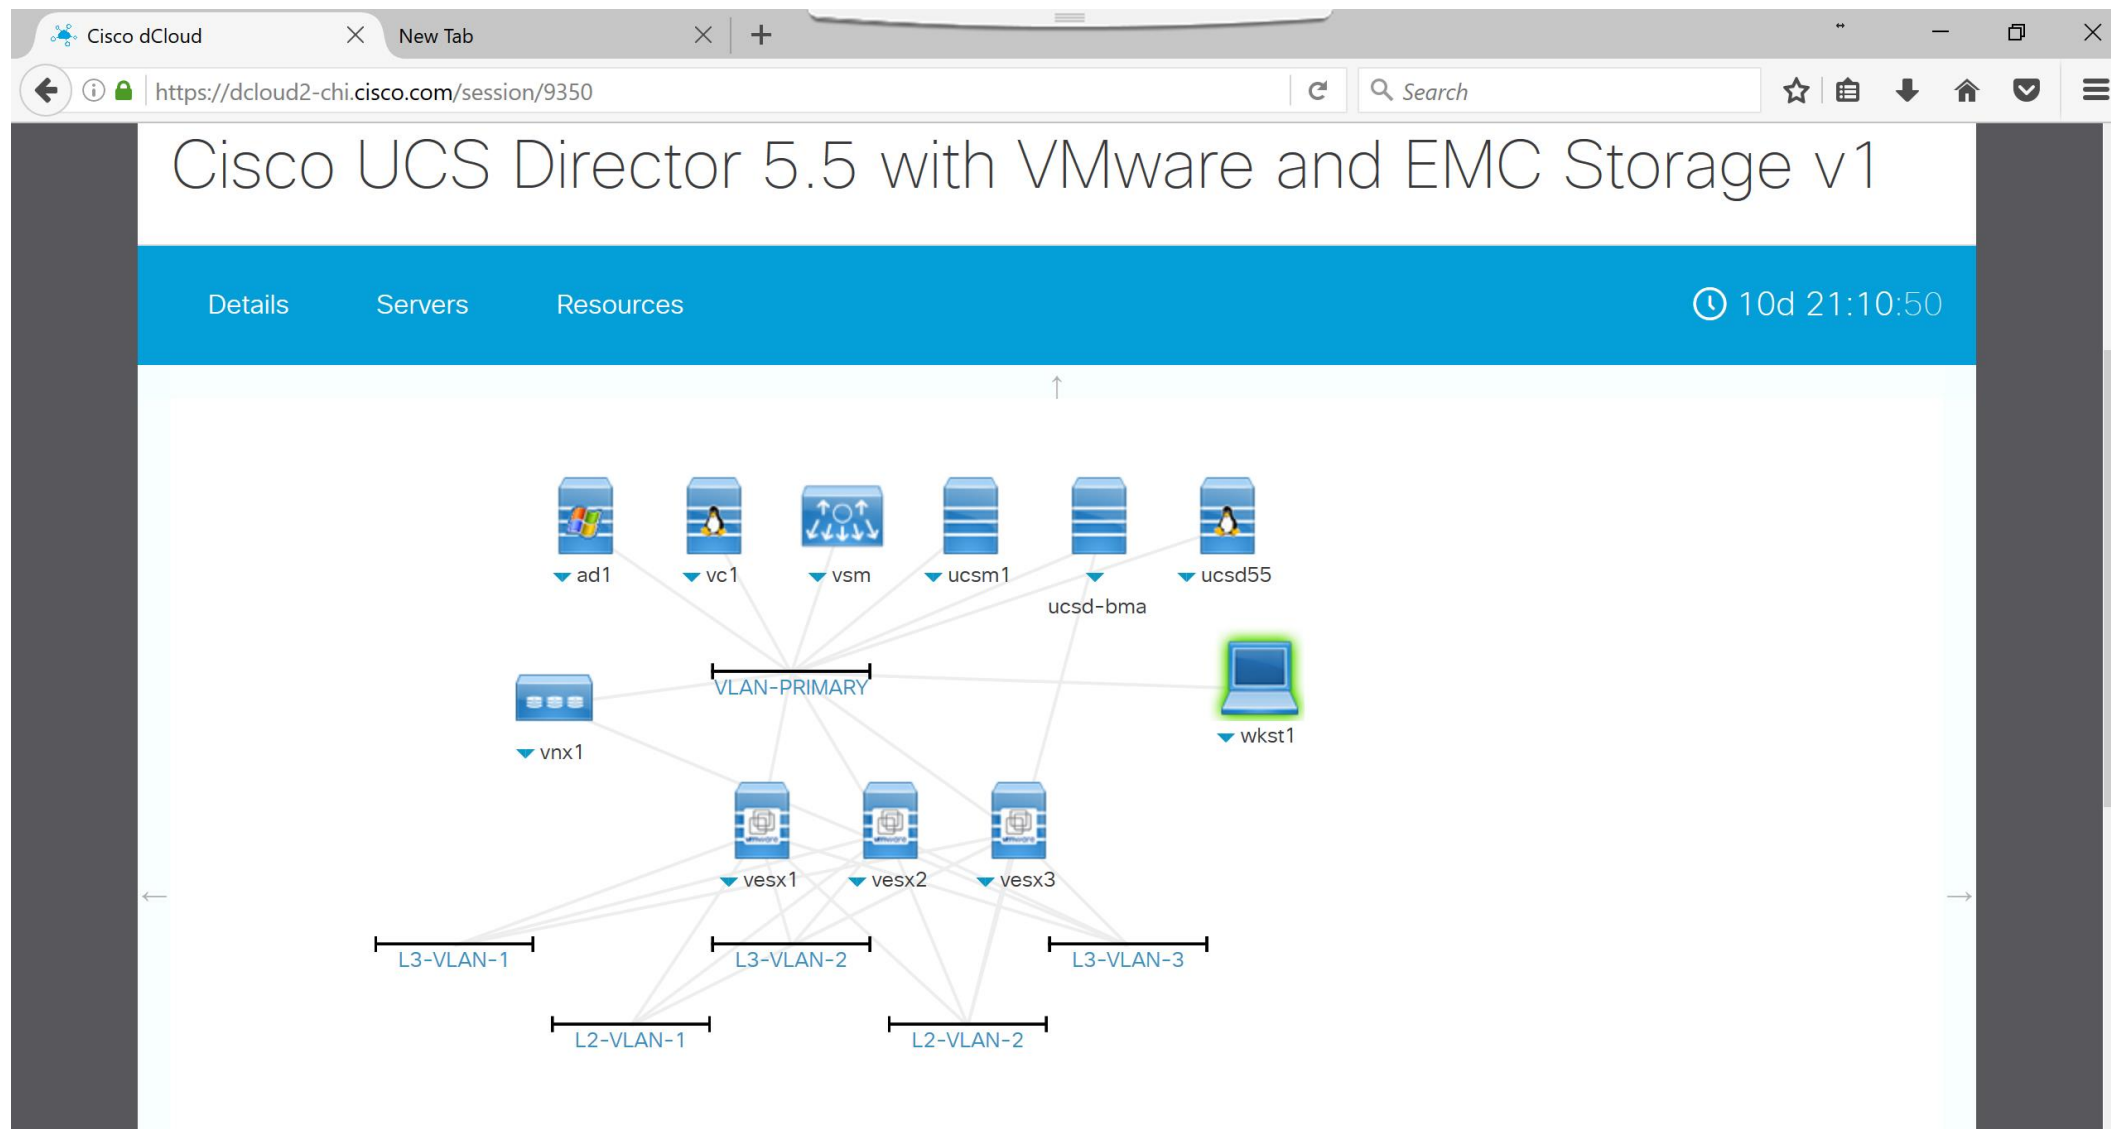 Cisco dCloud
New Tab
https://dcloud2-chi.cisco.com/session/9350
Search
Cisco UCS Director 5.5 with VMware and EMC Storage v1
Details Servers Resources 10d 21:10:50
ad1 vc1 vsm ucsm1 ucsd55
ucsd-bma
VLAN-PRIMARY
wkst1
vnx1
vmware vmware vmware
vesx1 vesx2 vesx3
L3-VLAN-1 L3-VLAN-2 L3-VLAN-3
L2-VLAN-1 L2-VLAN-2